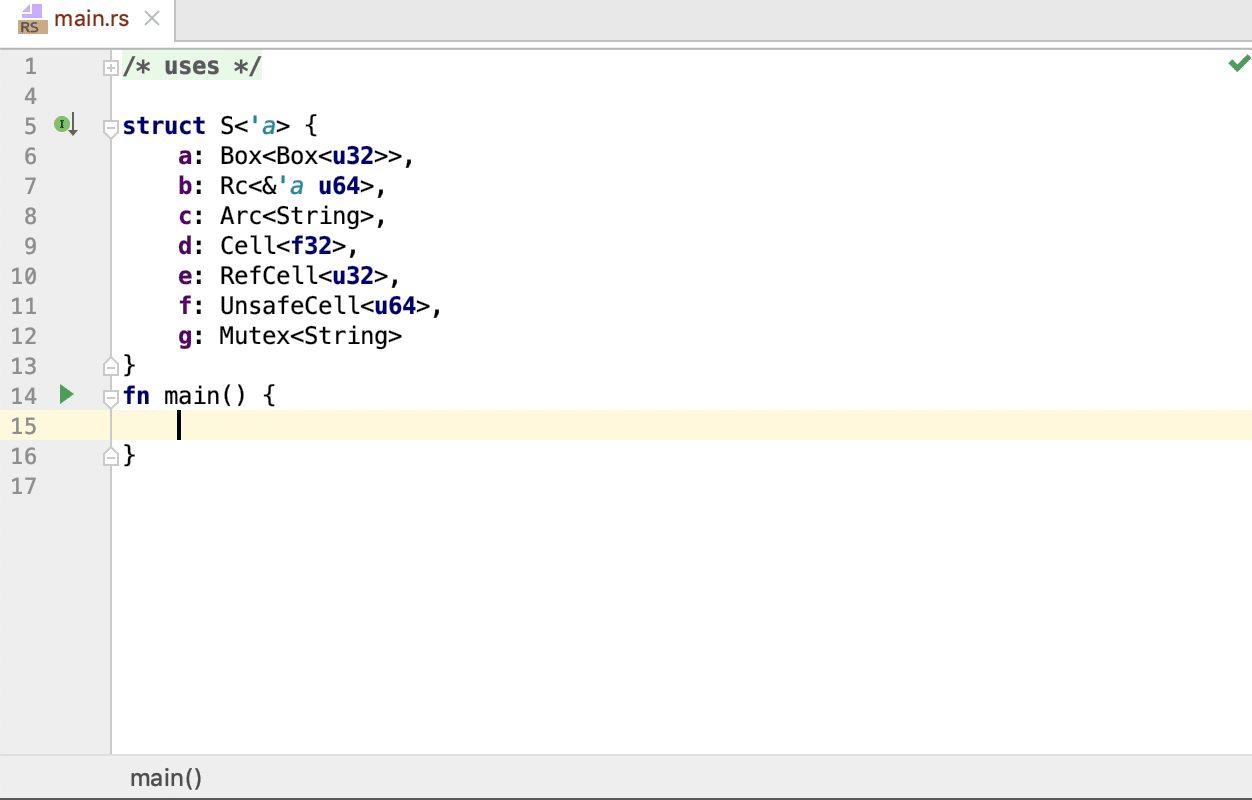 RS main.rs
1 /* uses */
4
5 struct S<'a> {
6 a: Box<Box<u32>>,
7 b: Rc<&'a u64>,
8 c: Arc<String>,
9 d: Cell<f32>,
10 e: RefCell<u32>,
11 f: UnsafeCell<u64>,
12 g: Mutex<String>
13 }
14 fn main() {
15
16 }
17
main()